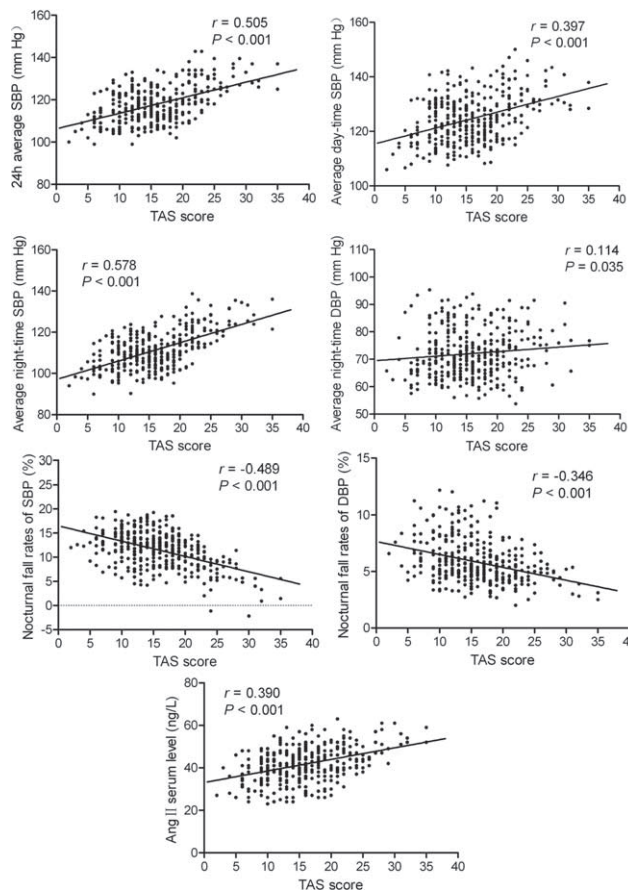 r = 0.505
P < 0.001
24h average SBP (mm Hg)
160
140
120
100
80
0 5 10 15 20 25 30 35 40
TAS score
r = 0.397
P < 0.001
Average day-time SBP (mm Hg)
160
140
120
100
0 5 10 15 20 25 30 35 40
TAS score
r = 0.578
P < 0.001
Average night-time SBP (mm Hg)
160
140
120
100
80
0 5 10 15 20 25 30 35 40
TAS score
r = 0.114
P = 0.035
Average night-time DBP (mm Hg)
110
100
90
80
70
60
50
0 5 10 15 20 25 30 35 40
TAS score
r = -0.489
P < 0.001
Nocturnal fall rates of SBP (%)
30
25
20
15
10
5
0
-5
0 5 10 15 20 25 30 35 40
TAS score
r = -0.346
P < 0.001
Nocturnal fall rates of DBP (%)
15
10
5
0
0 5 10 15 20 25 30 35 40
TAS score
r = 0.390
P < 0.001
Ang II serum level (ng/L)
80
60
40
20
0
0 5 10 15 20 25 30 35 40
TAS score